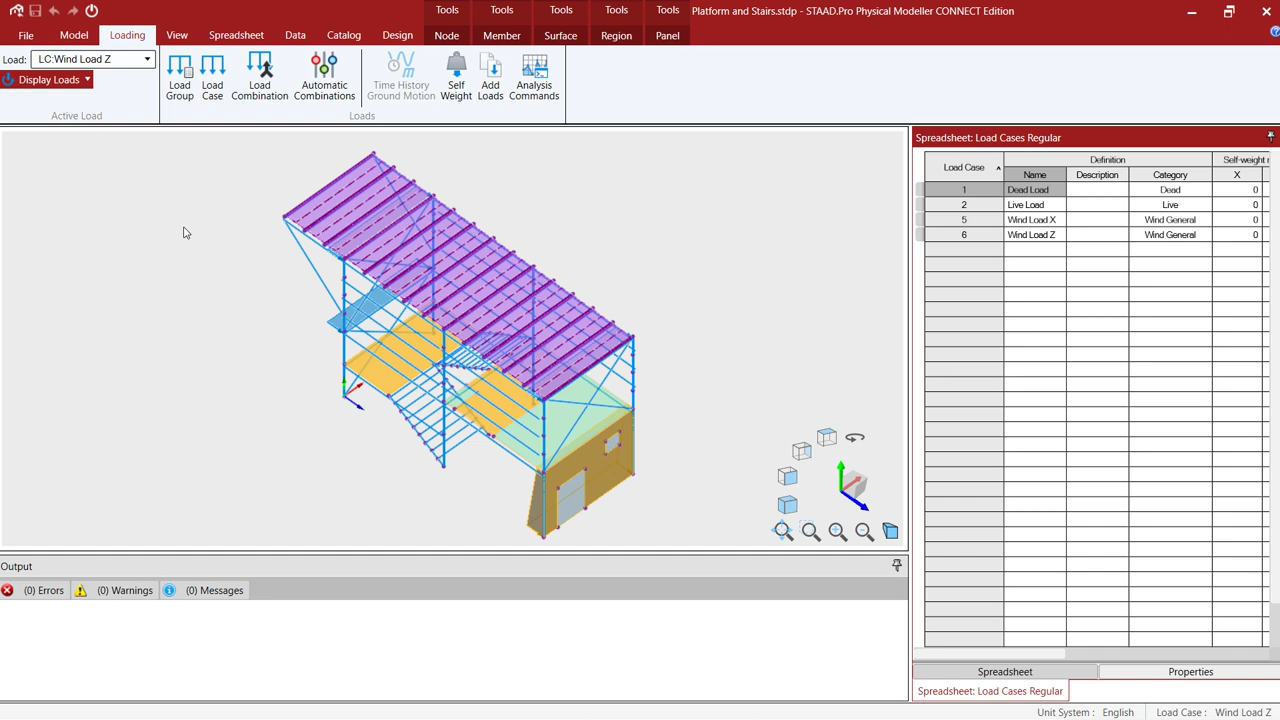 Tools Tools Tools Tools Tools Platform and Stairs.stdp - STAAD.Pro Physical Modeller CONNECT Edition
File Model Loading View Spreadsheet Data Catalog Design Node Member Surface Region Panel
Load: LC:Wind Load Z
Display Loads
Active Load
Load Group
Load Case
Load Combination
Automatic Combinations
Time History Ground Motion
Self Weight
Add Loads
Analysis Commands
Loads
Spreadsheet: Load Cases Regular
Load Case Definition Self-weight
Name Description Category X
1 Dead Load Dead 0
2 Live Load Live 0
5 Wind Load X Wind General 0
6 Wind Load Z Wind General 0
Output
(0) Errors (0) Warnings (0) Messages
Spreadsheet Properties
Spreadsheet: Load Cases Regular
Unit System : English Load Case : Wind Load Z